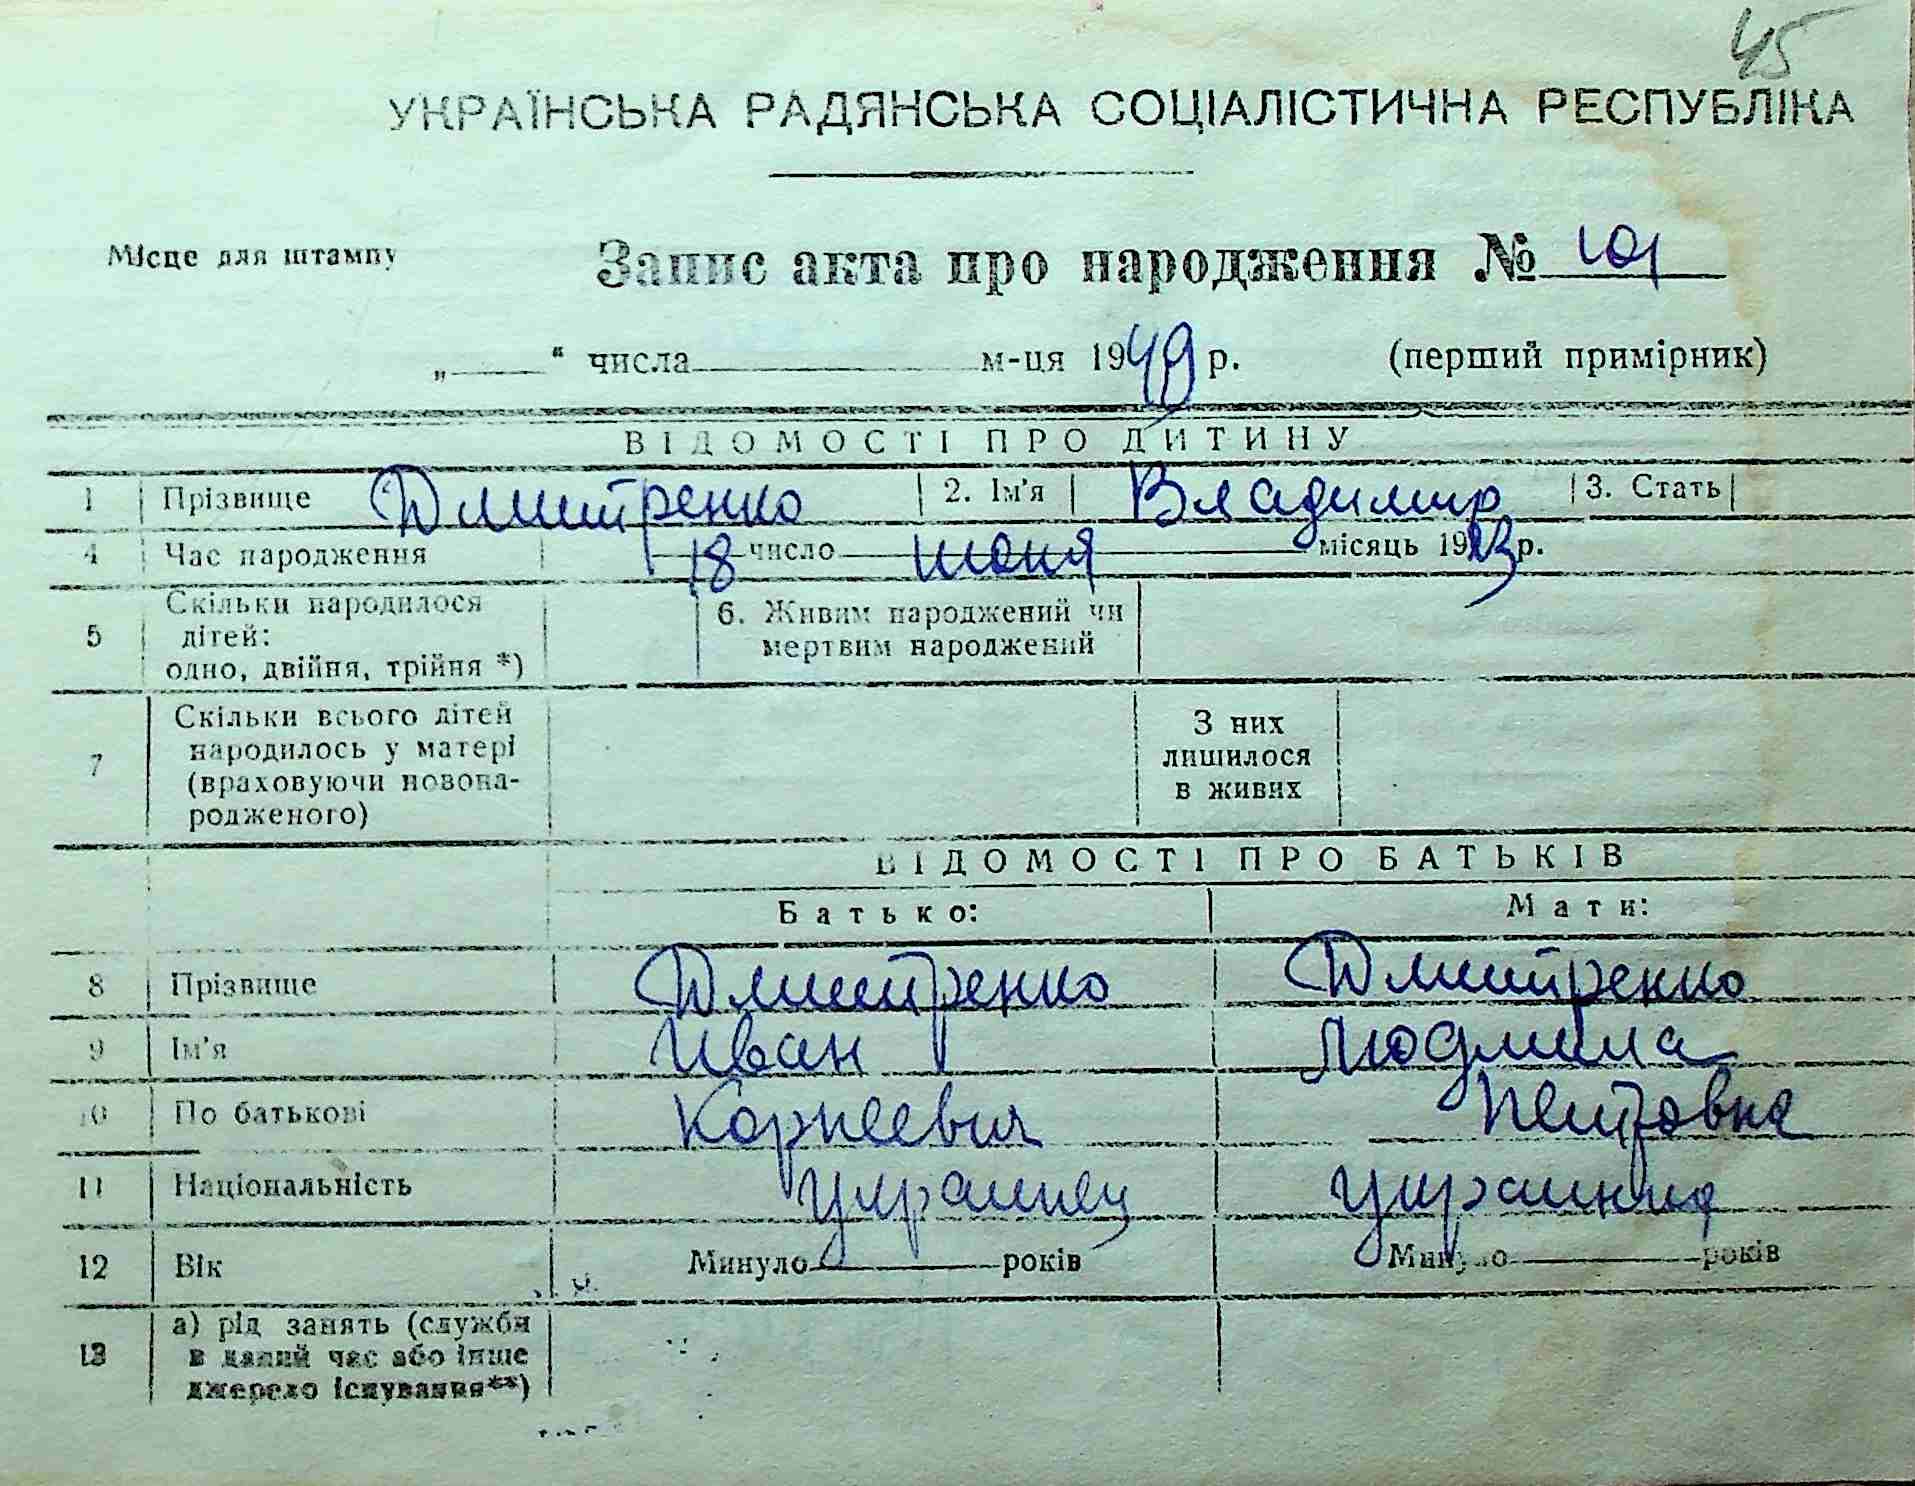 45
УКРАЇНСЬКА РАДЯНСЬКА СОЦІАЛІСТИЧНА РЕСПУБЛІКА
Місце для штампу
Запис акта про народження № 101
„ “ числа м-ця 1949 р. (перший примірник)
ВІДОМОСТІ ПРО ДИТИНУ
1 Прізвище Дмитренко 2. Ім'я Владимир 3. Стать
4 Час народження 18 число июня місяць 1923 р.
5 Скільки народилося дітей: одно, двійня, трійня *) 6. Живим народжений чи мертвим народжений
7 Скільки всього дітей народилось у матері (враховуючи новонародженого) З них лишилося в живих
ВІДОМОСТІ ПРО БАТЬКІВ
Батько: Мати:
8 Прізвище Дмитренко Дмитренко
9 Ім'я Иван Людмила
10 По батькові Корнеевич Петровна
11 Національність украинец украинка
12 Вік Минуло років Минуло років
13 а) рід занять (служби в даний час або інше джерело існування**)